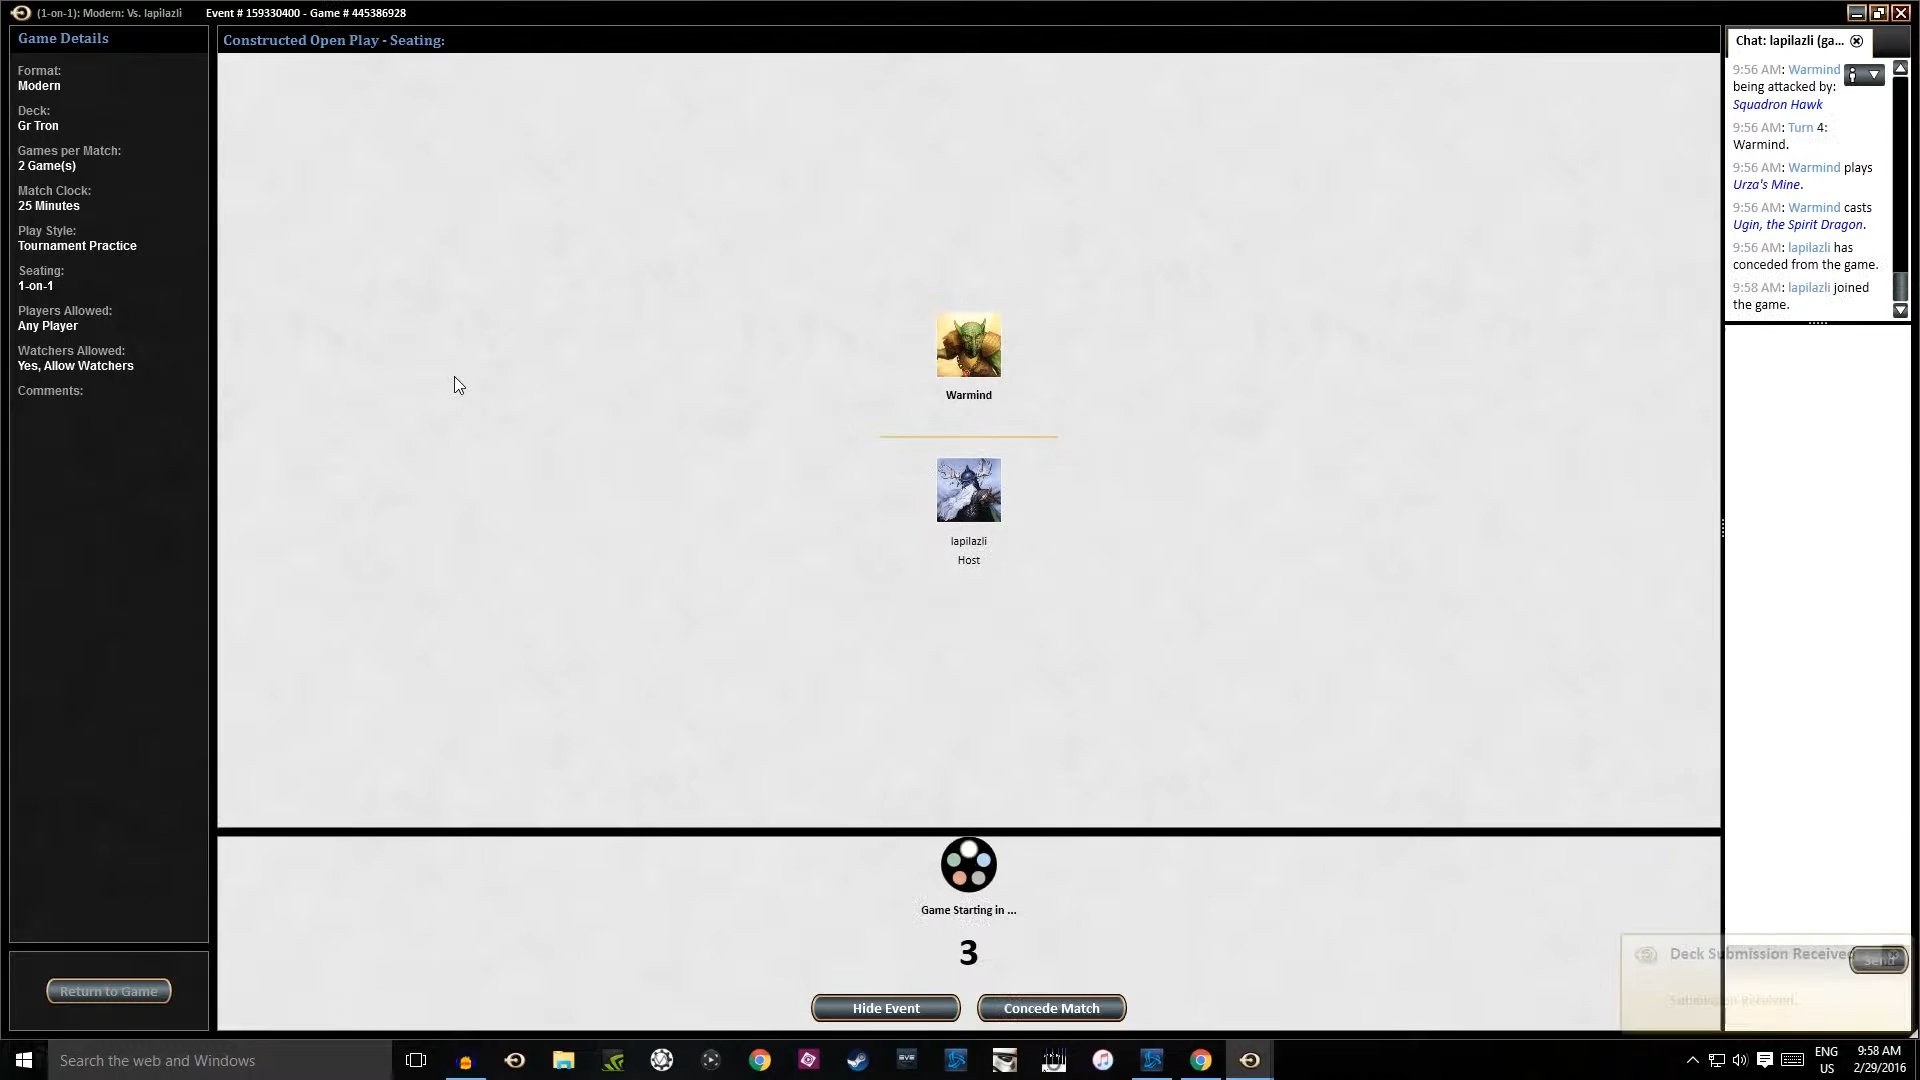 (1-on-1): Modern: Vs. lapilazli
Event # 159330400 - Game # 445386928
Game Details
Format:
Modern
Deck:
Gr Tron
Games per Match:
2 Game(s)
Match Clock:
25 Minutes
Play Style:
Tournament Practice
Seating:
1-on-1
Players Allowed:
Any Player
Watchers Allowed:
Yes, Allow Watchers
Comments:
Return to Game
Constructed Open Play - Seating:
Warmind
lapilazli
Host
Game Starting in ...
3
Hide Event
Concede Match
Chat: lapilazli (ga...
9:56 AM: Warmind
being attacked by:
Squadron Hawk
9:56 AM: Turn 4:
Warmind.
9:56 AM: Warmind plays
Urza's Mine.
9:56 AM: Warmind casts
Ugin, the Spirit Dragon.
9:56 AM: lapilazli has
conceded from the game.
9:58 AM: lapilazli joined
the game.
Deck Submission Received
Send
Submission Received.
Search the web and Windows
EVE
ENG
US
9:58 AM
2/29/2016